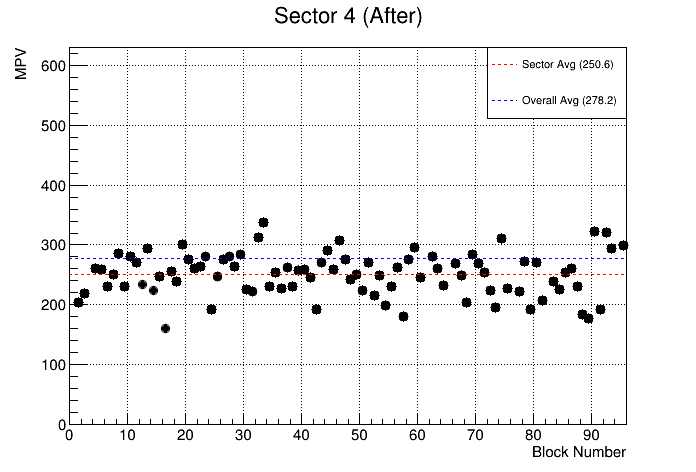 Sector 4 (After)
MPV
Sector Avg (250.6)
Overall Avg (278.2)
600
500
400
300
200
100
0
0 10 20 30 40 50 60 70 80 90
Block Number